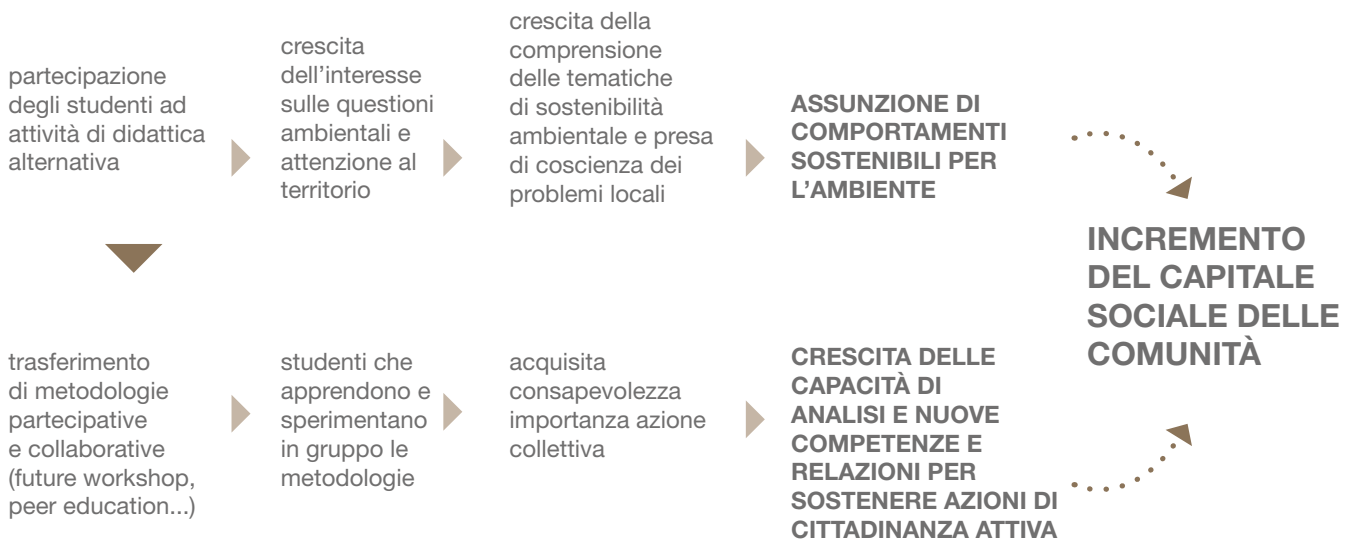 partecipazione
degli studenti ad
attività di didattica
alternativa
crescita
dell’interesse
sulle questioni
ambientali e
attenzione al
territorio
crescita della
comprensione
delle tematiche
di sostenibilità
ambientale e presa
di coscienza dei
problemi locali
ASSUNZIONE DI
COMPORTAMENTI
SOSTENIBILI PER
L’AMBIENTE
trasferimento
di metodologie
partecipative
e collaborative
(future workshop,
peer education...)
studenti che
apprendono e
sperimentano
in gruppo le
metodologie
acquisita
consapevolezza
importanza azione
collettiva
CRESCITA DELLE
CAPACITÀ DI
ANALISI E NUOVE
COMPETENZE E
RELAZIONI PER
SOSTENERE AZIONI DI
CITTADINANZA ATTIVA
INCREMENTO
DEL CAPITALE
SOCIALE DELLE
COMUNITÀ